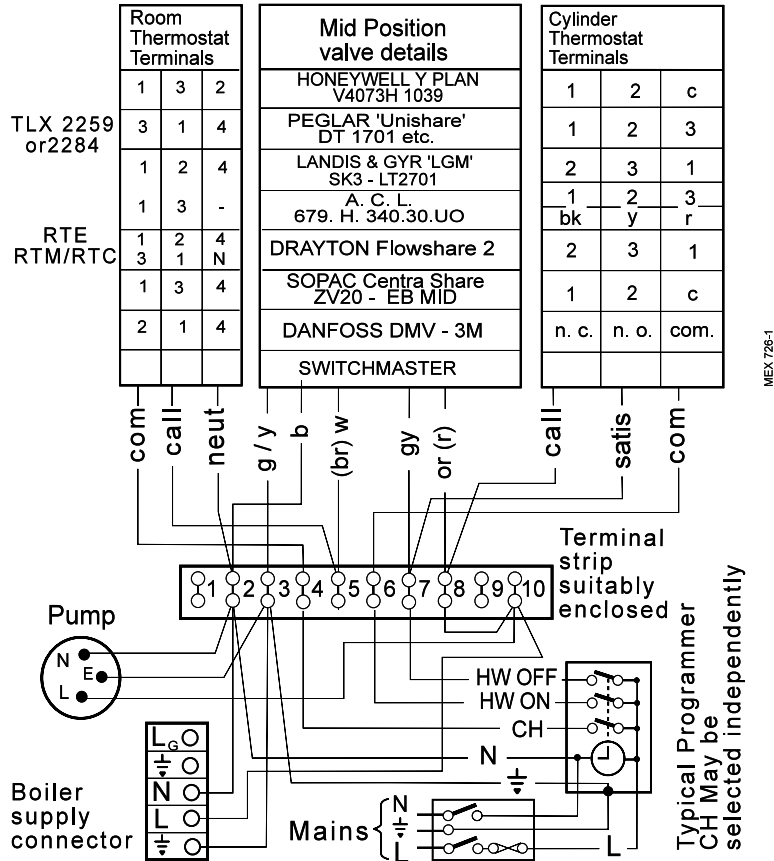 Room
Thermostat
Terminals
1 3 2
TLX 2259
or2284
3 1 4
1 2 4
1 3 -
RTE
RTM/RTC
1 2 4
3 1 N
1 3 4
2 1 4
Mid Position
valve details
HONEYWELL Y PLAN
V4073H 1039
PEGLAR 'Unishare'
DT 1701 etc.
LANDIS & GYR 'LGM'
SK3 - LT2701
A. C. L.
679. H. 340.30.UO
DRAYTON Flowshare 2
SOPAC Centra Share
ZV20 - EB MID
DANFOSS DMV - 3M
SWITCHMASTER
Cylinder
Thermostat
Terminals
1 2 c
1 2 3
2 3 1
1 2 3
bk y r
2 3 1
1 2 c
n. c. n. o. com.
MEX 726-1
com
call
neut
g / y
b
(br) w
gy
or (r)
call
satis
com
1 2 3 4 5 6 7 8 9 10
Terminal
strip
suitably
enclosed
Pump
N
E
L
HW OFF
HW ON
CH
N
Typical Programmer
CH May be
selected independently
Boiler
supply
connector
LG
N
L
Mains
N
L
L